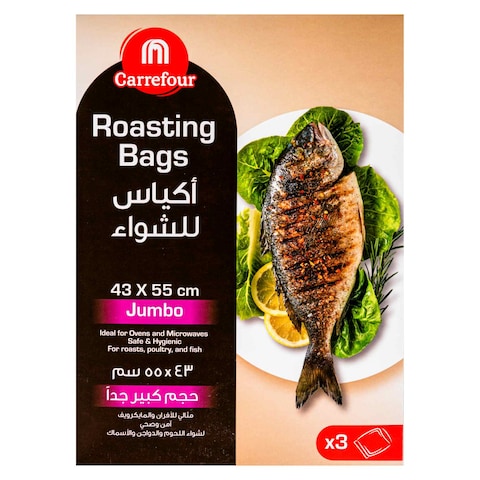 Carrefour
Roasting
Bags
أكياس
للشواء
43 X 55 cm
Jumbo
Ideal for Ovens and Microwaves
Safe & Hygienic
For roasts, poultry, and fish
٤٣ x ٥٥ سم
حجم كبير جداً
مثالي للأفران والمايكرويف
آمن وصحي
لشواء اللحوم والدواجن والأسماك
x3